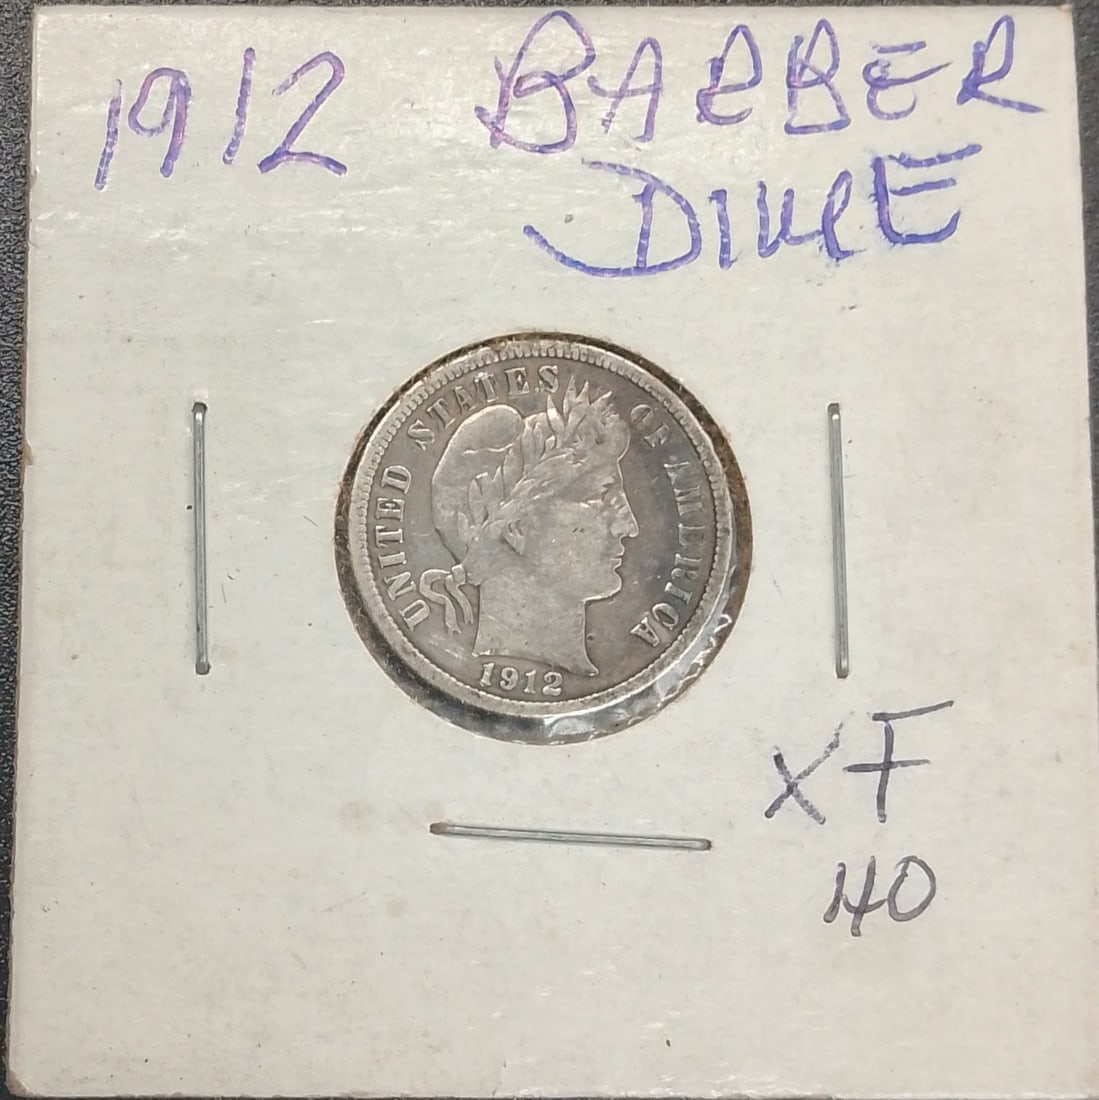 1912 BARBER
DIME
UNITED STATES OF AMERICA
1912
XF
40